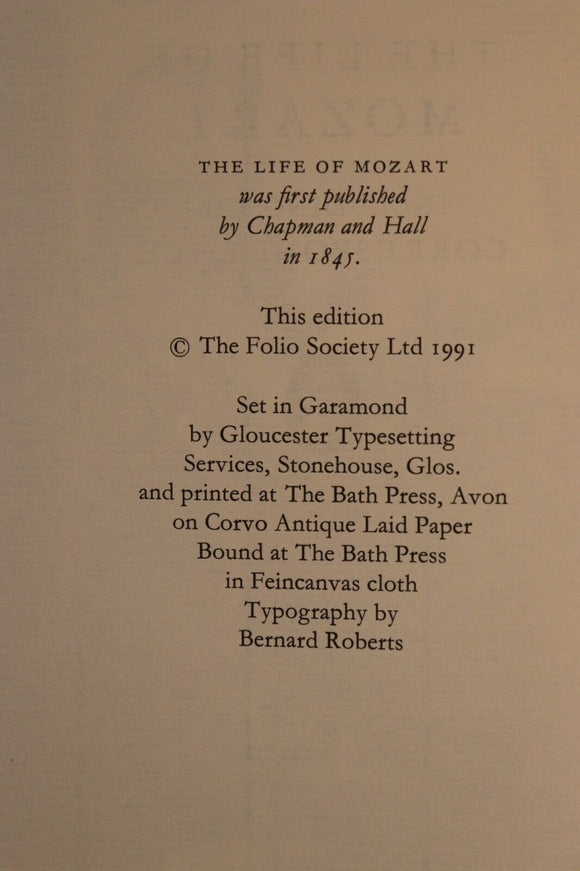 THE LIFE OF MOZART
was first published
by Chapman and Hall
in 1845.
This edition
© The Folio Society Ltd 1991
Set in Garamond
by Gloucester Typesetting
Services, Stonehouse, Glos.
and printed at The Bath Press, Avon
on Corvo Antique Laid Paper
Bound at The Bath Press
in Feincanvas cloth
Typography by
Bernard Roberts